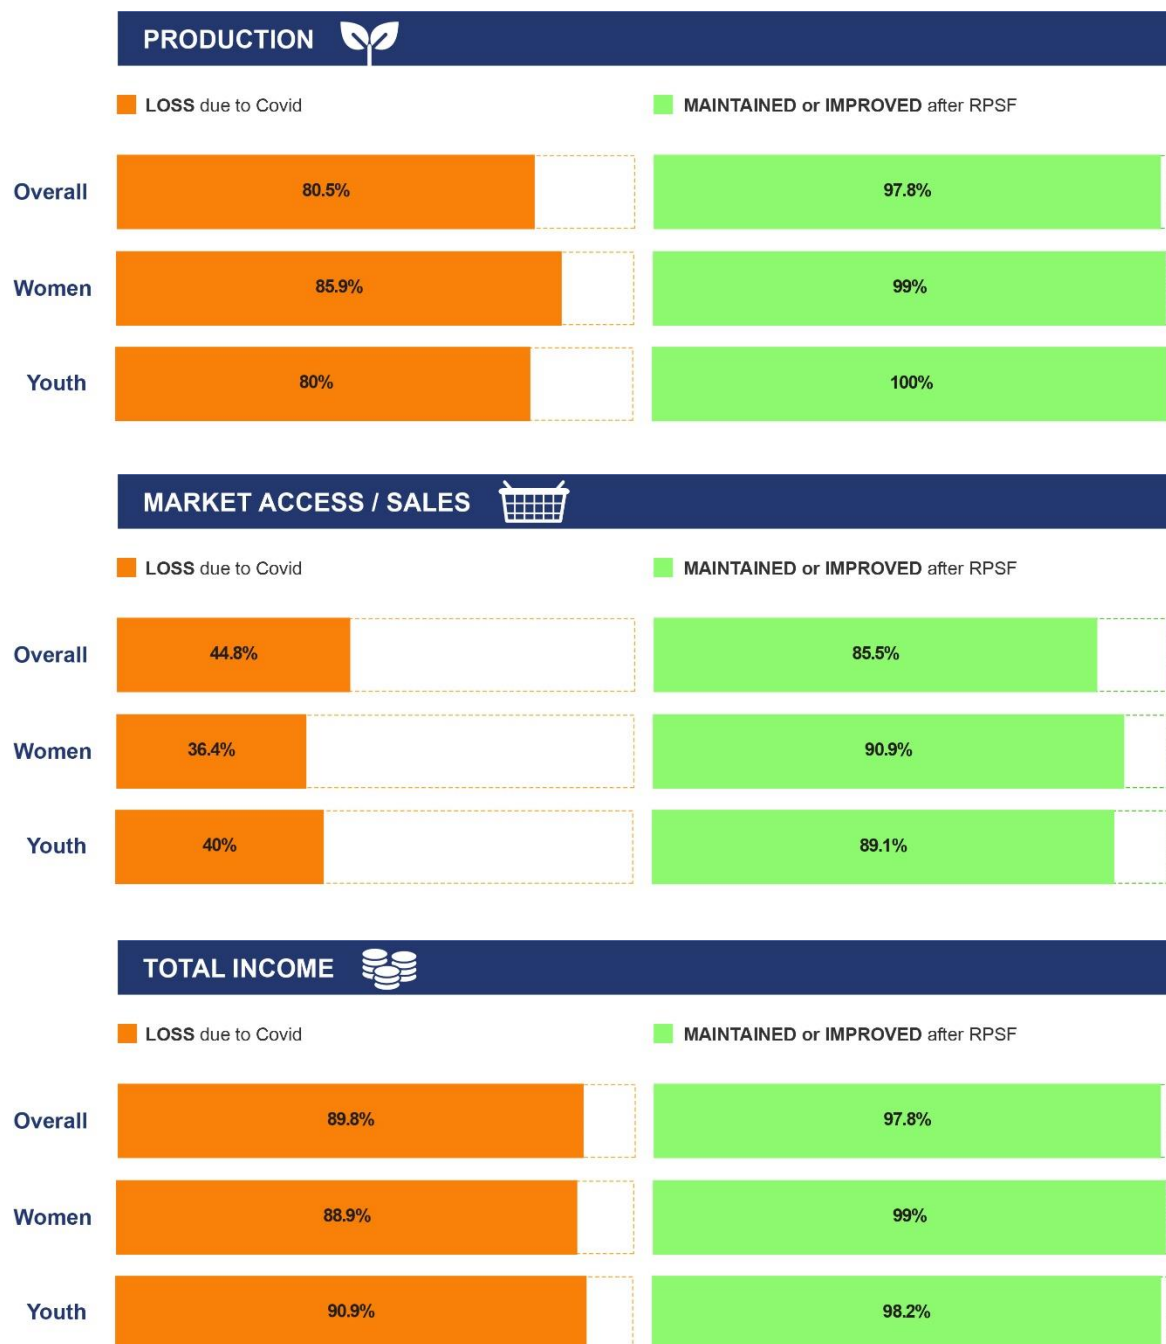 PRODUCTION
LOSS due to Covid
MAINTAINED or IMPROVED after RPSF
Overall 80.5% 97.8%
Women 85.9% 99%
Youth 80% 100%
MARKET ACCESS / SALES
LOSS due to Covid
MAINTAINED or IMPROVED after RPSF
Overall 44.8% 85.5%
Women 36.4% 90.9%
Youth 40% 89.1%
TOTAL INCOME
LOSS due to Covid
MAINTAINED or IMPROVED after RPSF
Overall 89.8% 97.8%
Women 88.9% 99%
Youth 90.9% 98.2%